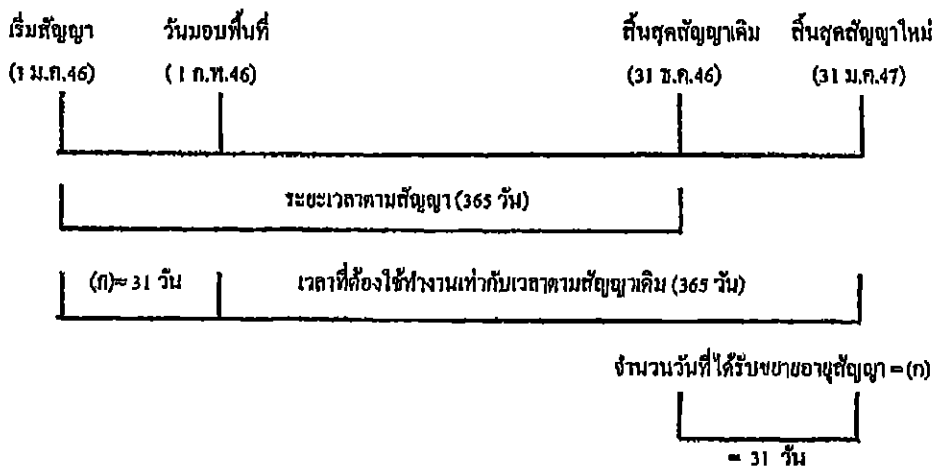 เริ่มสัญญา วันมอบพื้นที่ สิ้นสุดสัญญาเดิม สิ้นสุดสัญญาใหม่
(1 ม.ค.46) (1 ก.พ.46) (31 ธ.ค.46) (31 ม.ค.47)
ระยะเวลาตามสัญญา (365 วัน)
(ก)= 31 วัน เวลาที่ต้องใช้ทำงานเท่ากับเวลาตามสัญญาเดิม (365 วัน)
จำนวนวันที่ได้รับขยายอายุสัญญา = (ก)
= 31 วัน